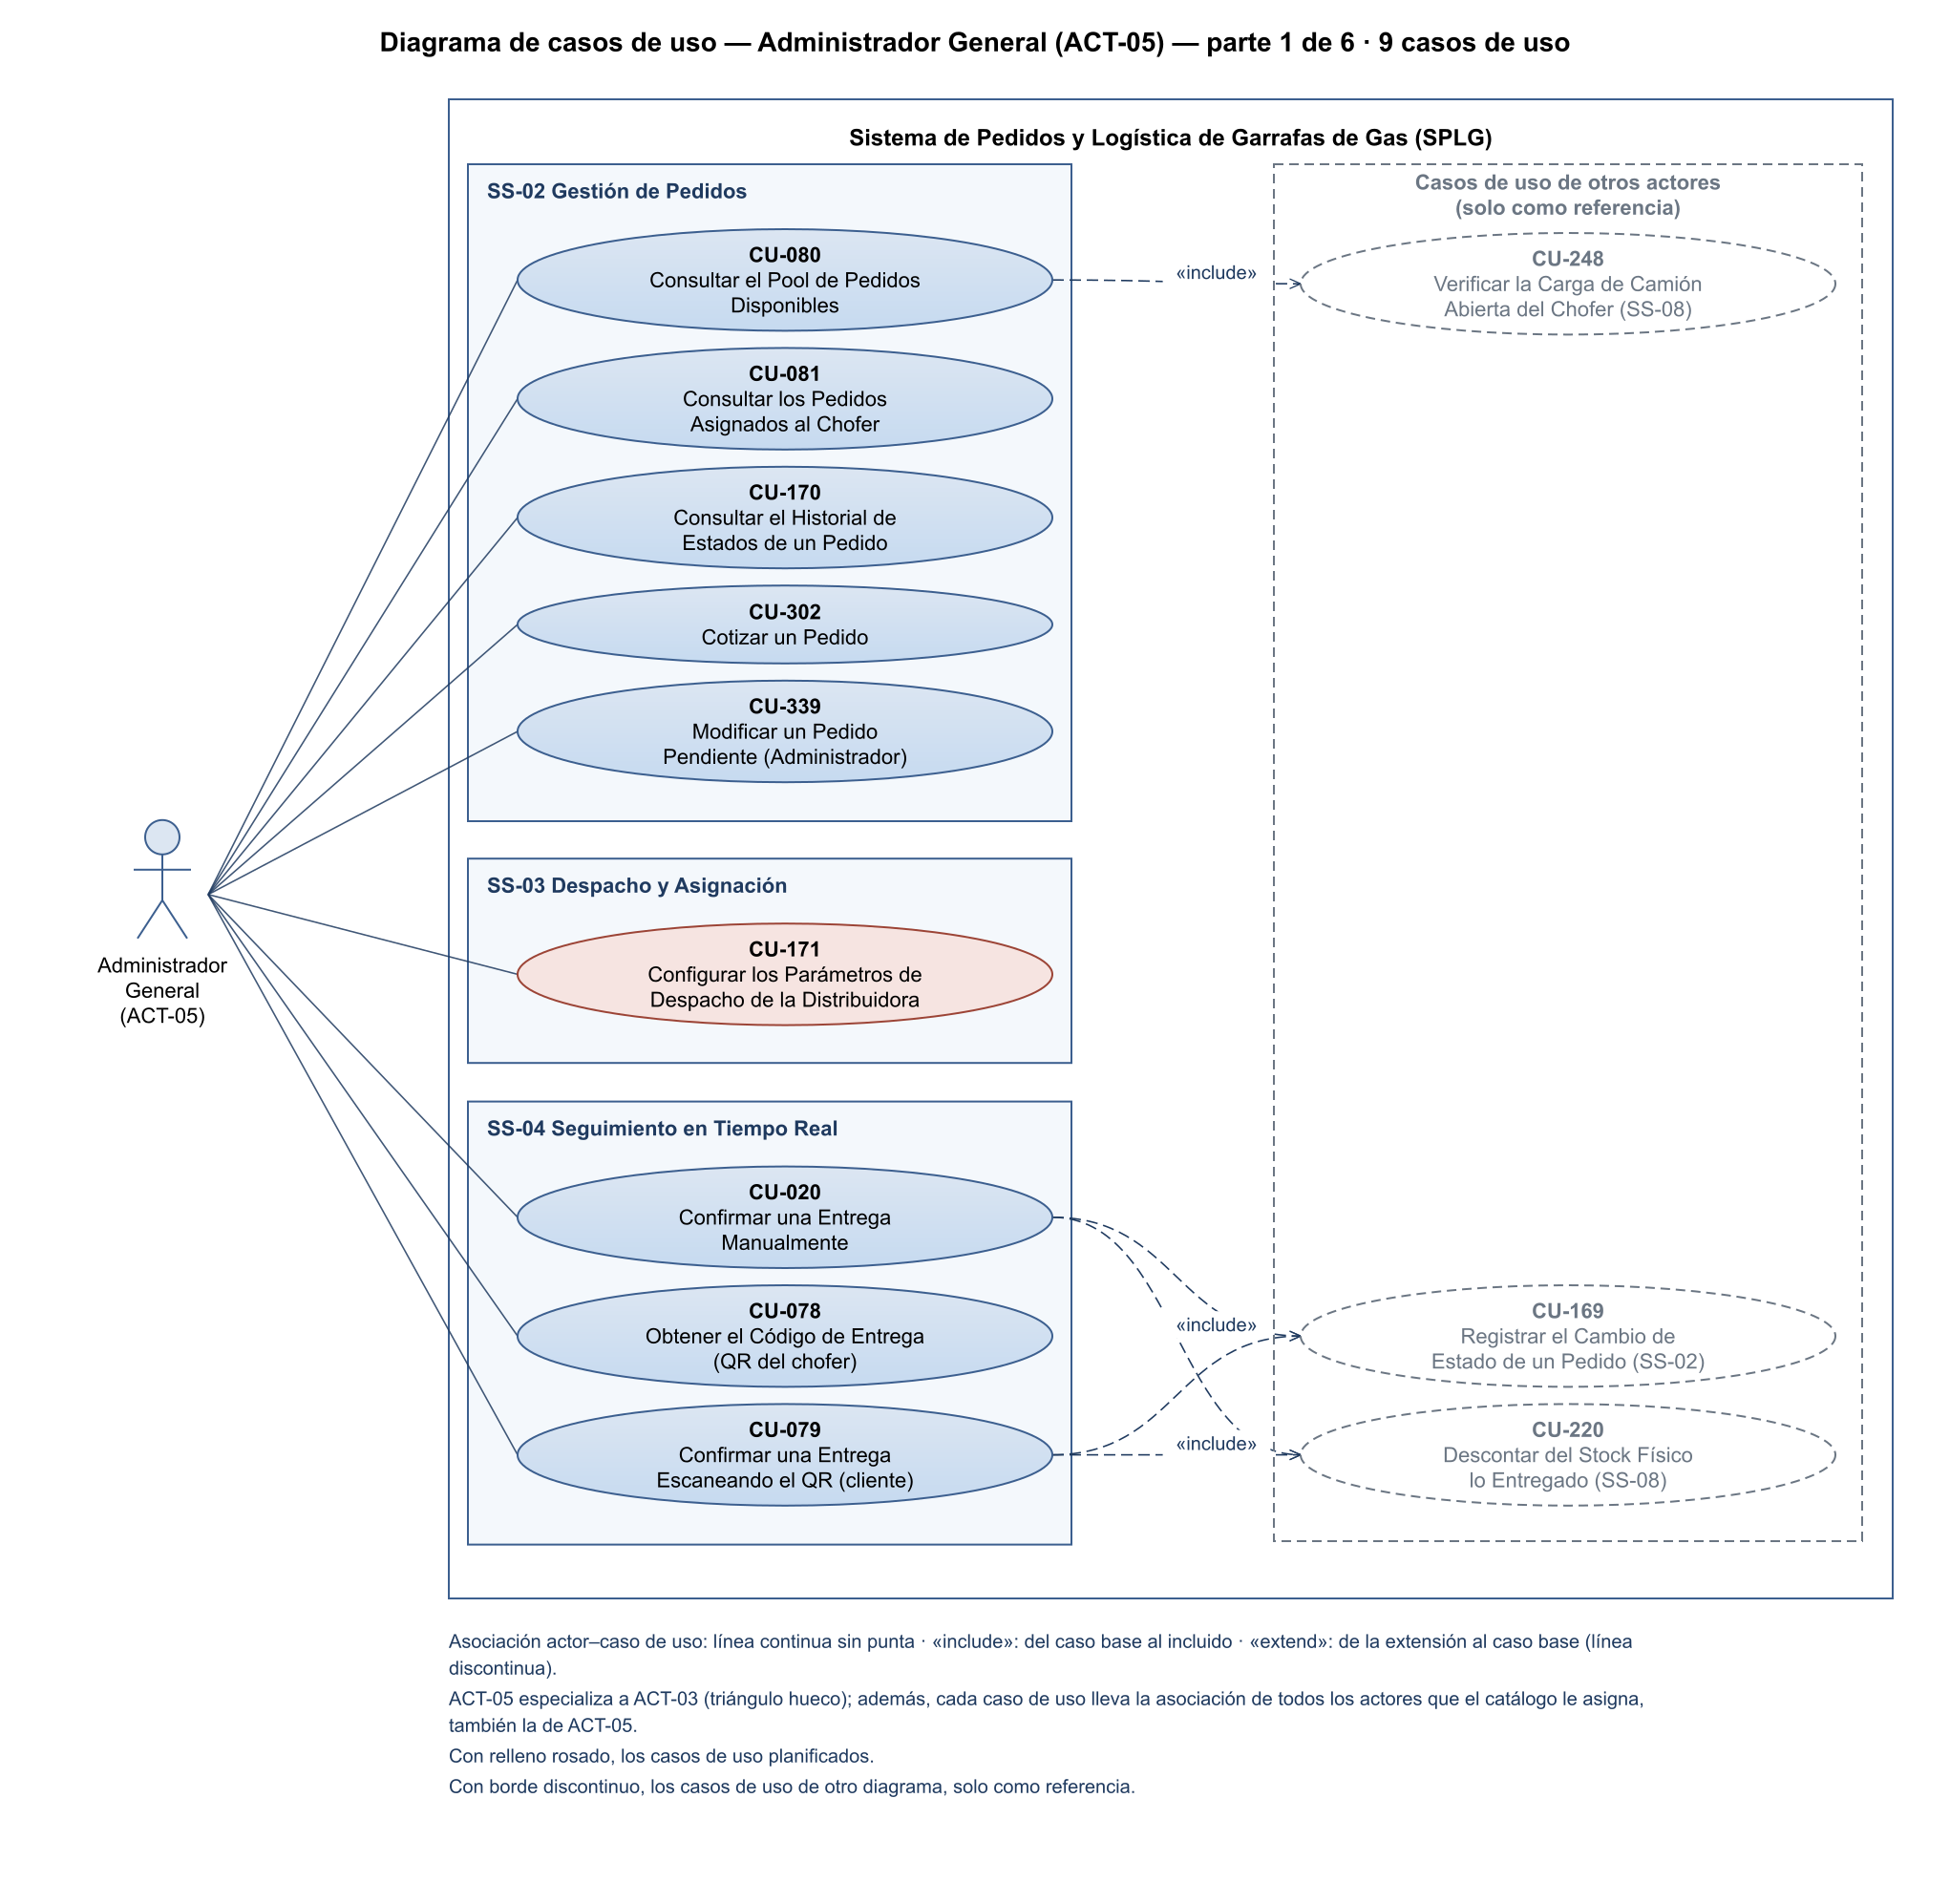 Diagrama de casos de uso — Administrador General (ACT-05) — parte 1 de 6 · 9 casos de uso
Sistema de Pedidos y Logística de Garrafas de Gas (SPLG)
SS-02 Gestión de Pedidos
CU-080
Consultar el Pool de Pedidos
Disponibles
CU-081
Consultar los Pedidos
Asignados al Chofer
CU-170
Consultar el Historial de
Estados de un Pedido
CU-302
Cotizar un Pedido
CU-339
Modificar un Pedido
Pendiente (Administrador)
«include»
Casos de uso de otros actores
(solo como referencia)
CU-248
Verificar la Carga de Camión
Abierta del Chofer (SS-08)
Administrador
General
(ACT-05)
SS-03 Despacho y Asignación
CU-171
Configurar los Parámetros de
Despacho de la Distribuidora
SS-04 Seguimiento en Tiempo Real
CU-020
Confirmar una Entrega
Manualmente
CU-078
Obtener el Código de Entrega
(QR del chofer)
CU-079
Confirmar una Entrega
Escaneando el QR (cliente)
«include»
«include»
CU-169
Registrar el Cambio de
Estado de un Pedido (SS-02)
CU-220
Descontar del Stock Físico
lo Entregado (SS-08)
Asociación actor–caso de uso: línea continua sin punta · «include»: del caso base al incluido · «extend»: de la extensión al caso base (línea
discontinua).
ACT-05 especializa a ACT-03 (triángulo hueco); además, cada caso de uso lleva la asociación de todos los actores que el catálogo le asigna,
también la de ACT-05.
Con relleno rosado, los casos de uso planificados.
Con borde discontinuo, los casos de uso de otro diagrama, solo como referencia.